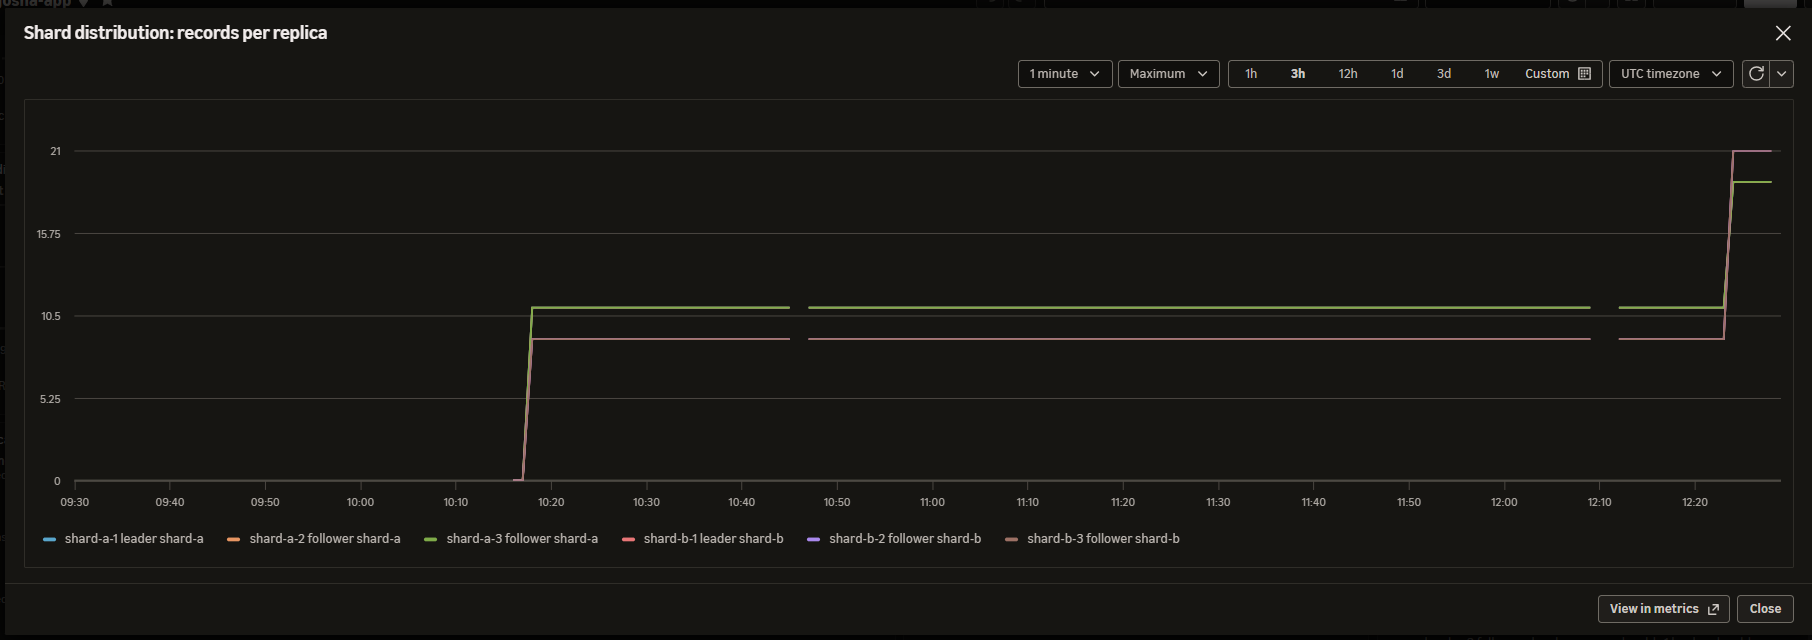 Shard distribution: records per replica
1 minute Maximum 1h 3h 12h 1d 3d 1w Custom UTC timezone
21
15.75
10.5
5.25
0
09:30 09:40 09:50 10:00 10:10 10:20 10:30 10:40 10:50 11:00 11:10 11:20 11:30 11:40 11:50 12:00 12:10 12:20
shard-a-1 leader shard-a shard-a-2 follower shard-a shard-a-3 follower shard-a shard-b-1 leader shard-b shard-b-2 follower shard-b shard-b-3 follower shard-b
View in metrics Close